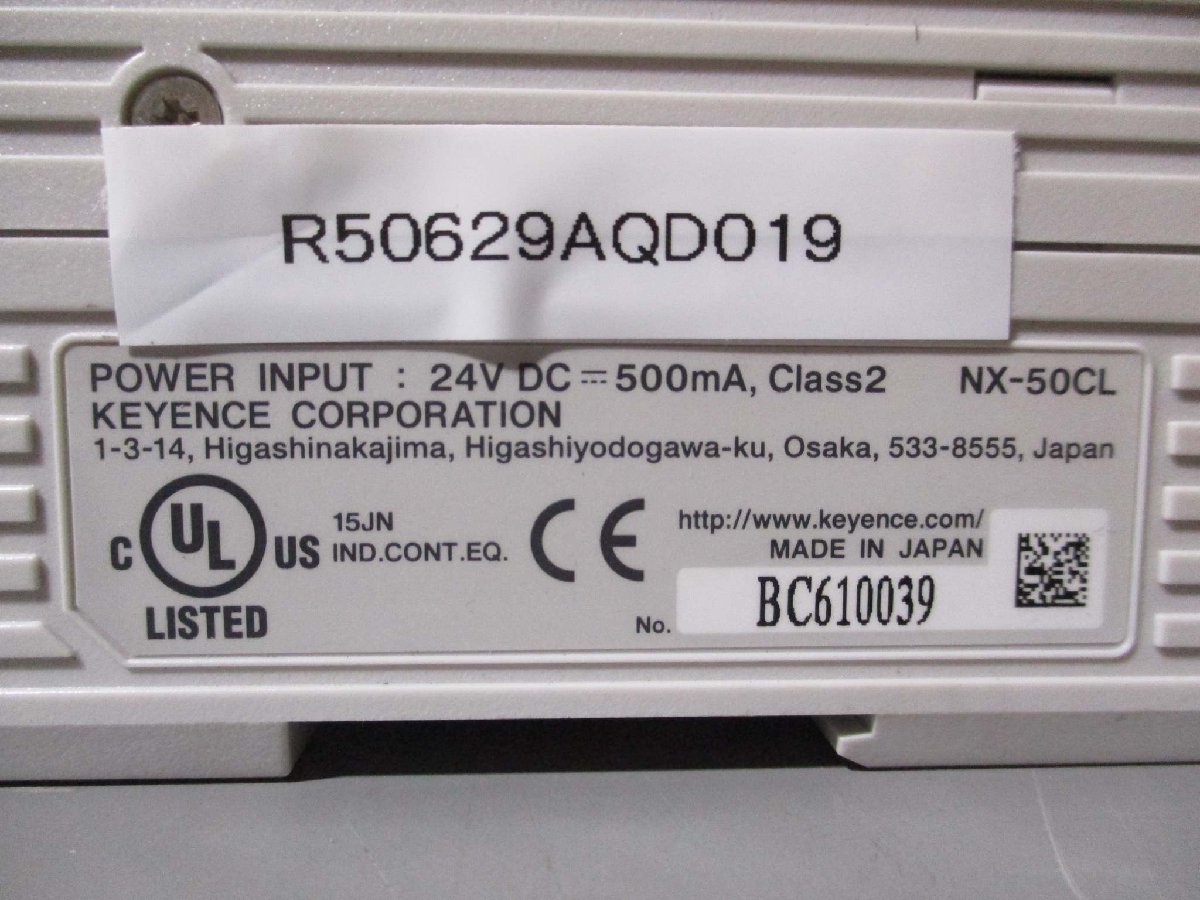 R50629AQD019
POWER INPUT : 24V DC ⎓ 500mA, Class2 NX-50CL
KEYENCE CORPORATION
1-3-14, Higashinakajima, Higashiyodogawa-ku, Osaka, 533-8555, Japan
C UL US
LISTED
15JN
IND.CONT.EQ.
CE
http://www.keyence.com/
MADE IN JAPAN
No. BC610039